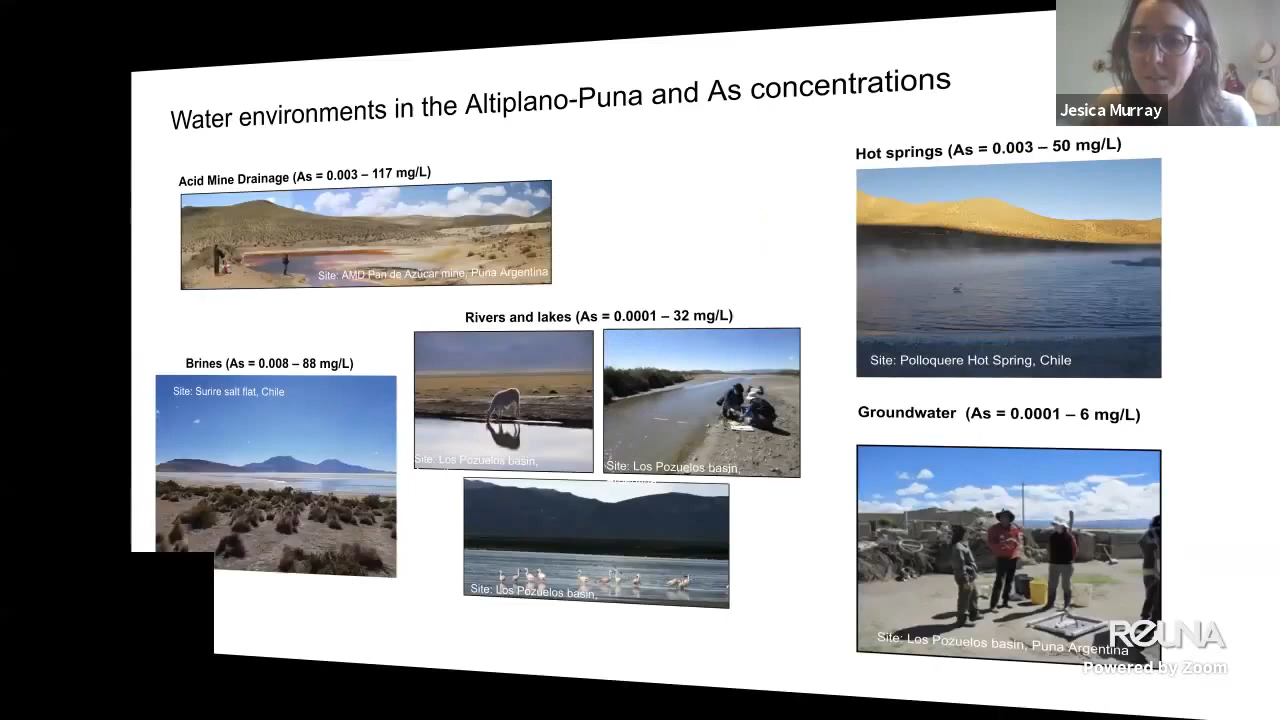 Jesica Murray
Water environments in the Altiplano-Puna and As concentrations
Acid Mine Drainage (As = 0.003 – 117 mg/L)
Site: AMD Pan de Azúcar mine, Puna Argentina
Hot springs (As = 0.003 – 50 mg/L)
Site: Polloquere Hot Spring, Chile
Rivers and lakes (As = 0.0001 – 32 mg/L)
Site: Los Pozuelos basin,
Site: Los Pozuelos basin,
Site: Los Pozuelos basin,
Brines (As = 0.008 – 88 mg/L)
Site: Surire salt flat, Chile
Groundwater (As = 0.0001 – 6 mg/L)
Site: Los Pozuelos basin, Puna Argentina
REUNA
Powered by Zoom